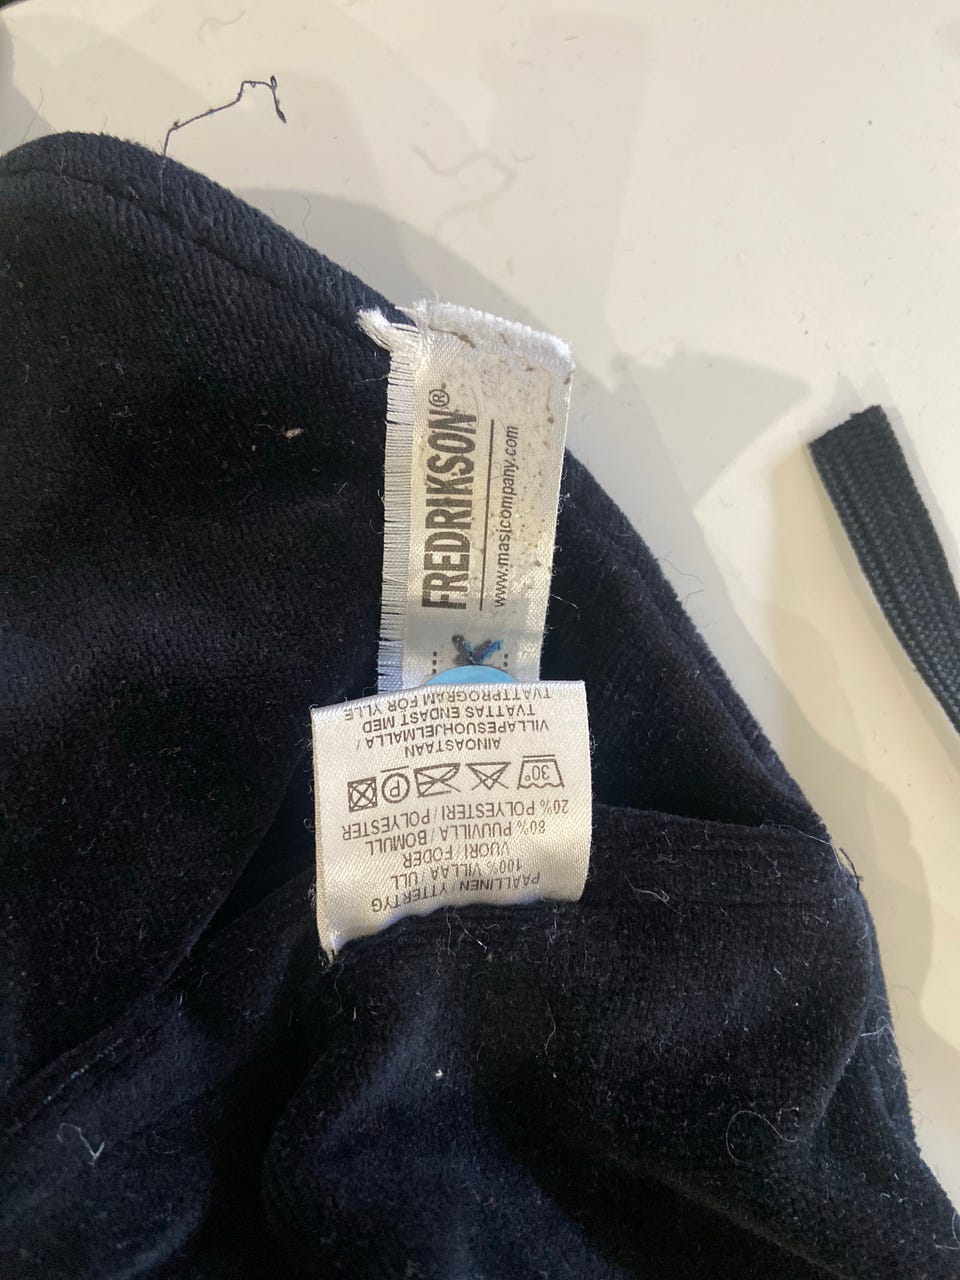 FREDRIKSON®
www.masicompany.com
PÄÄLLINEN / YTTERTYG
100% VILLAA / ULL
VUORI / FODER
80% PUUVILLA / BOMULL
20% POLYESTERI / POLYESTER
30°
P
AINOASTAAN
VILLAPESUOHJELMALLA /
TVÄTTAS ENDAST MED
TVÄTTPROGRAM FÖR YLLE